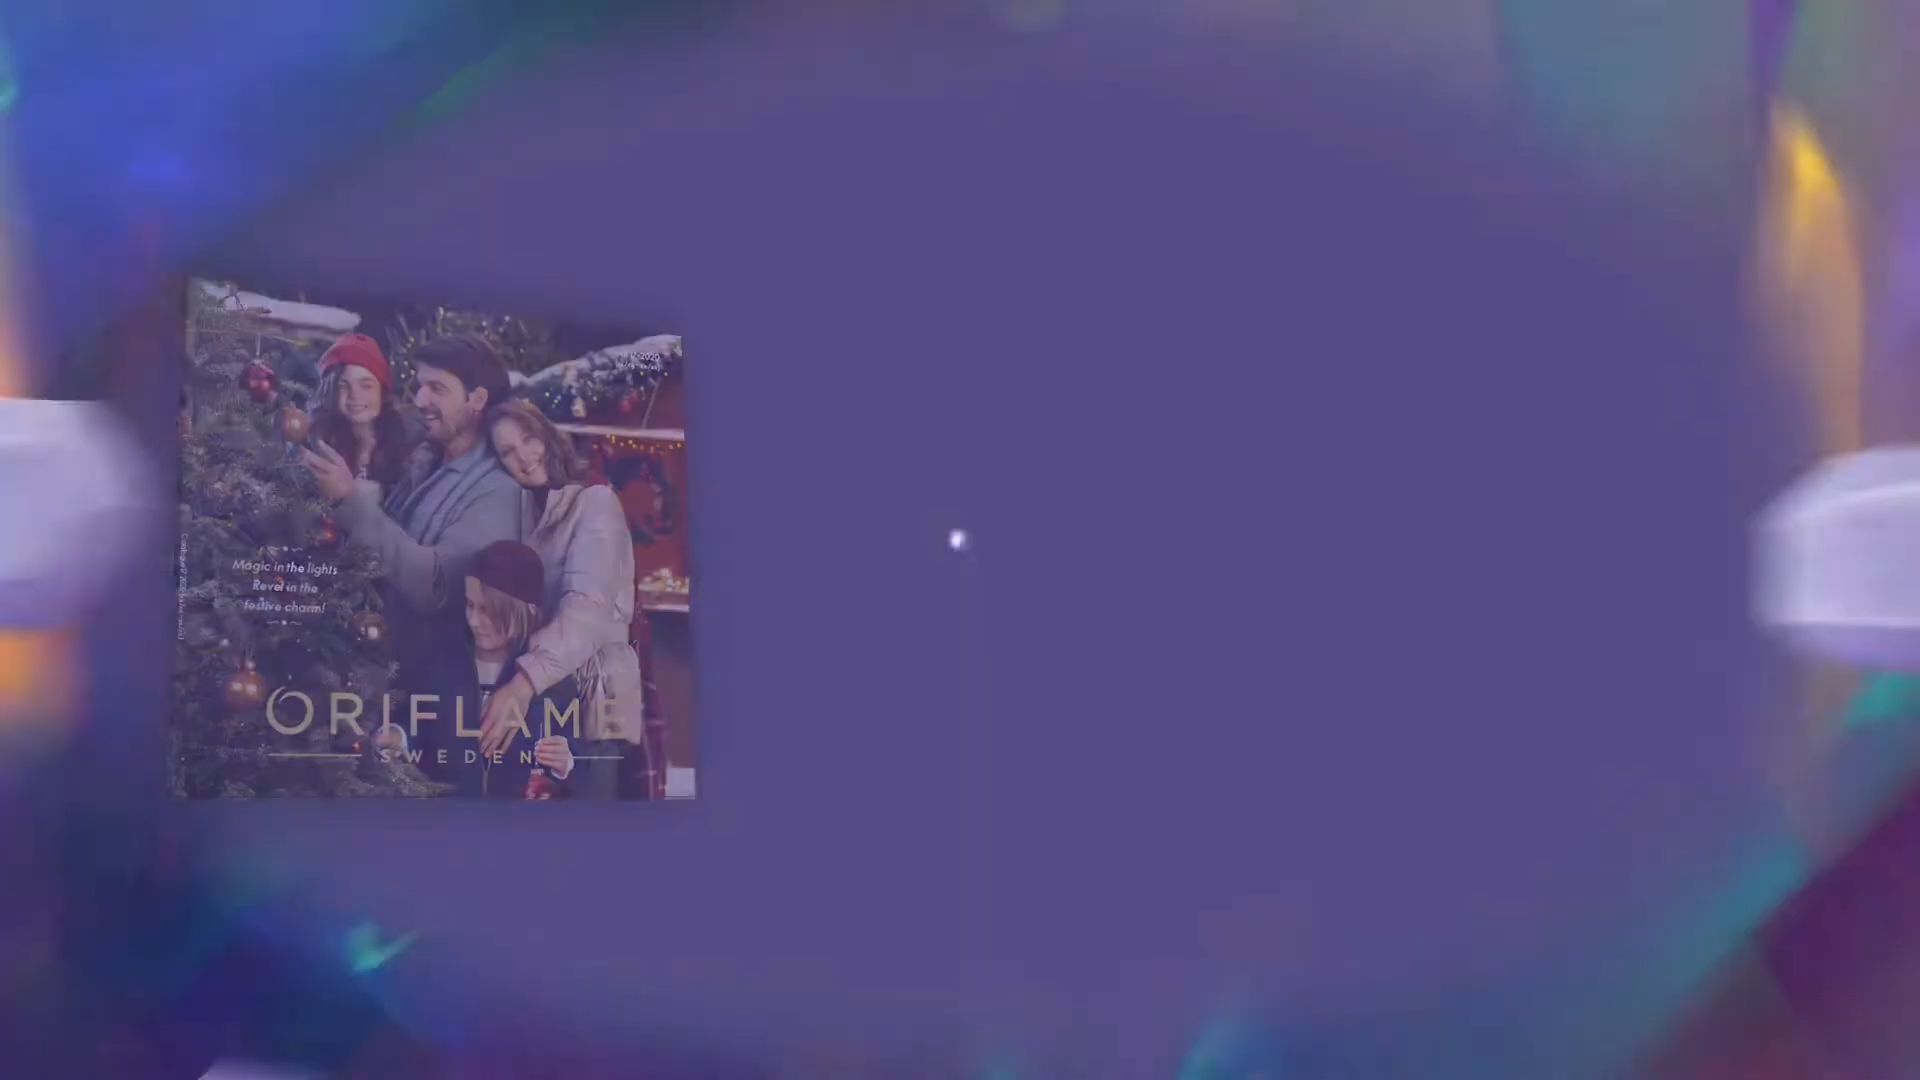 Magic in the lights
Revel in the
festive charm!
ORIFLAME
SWEDEN